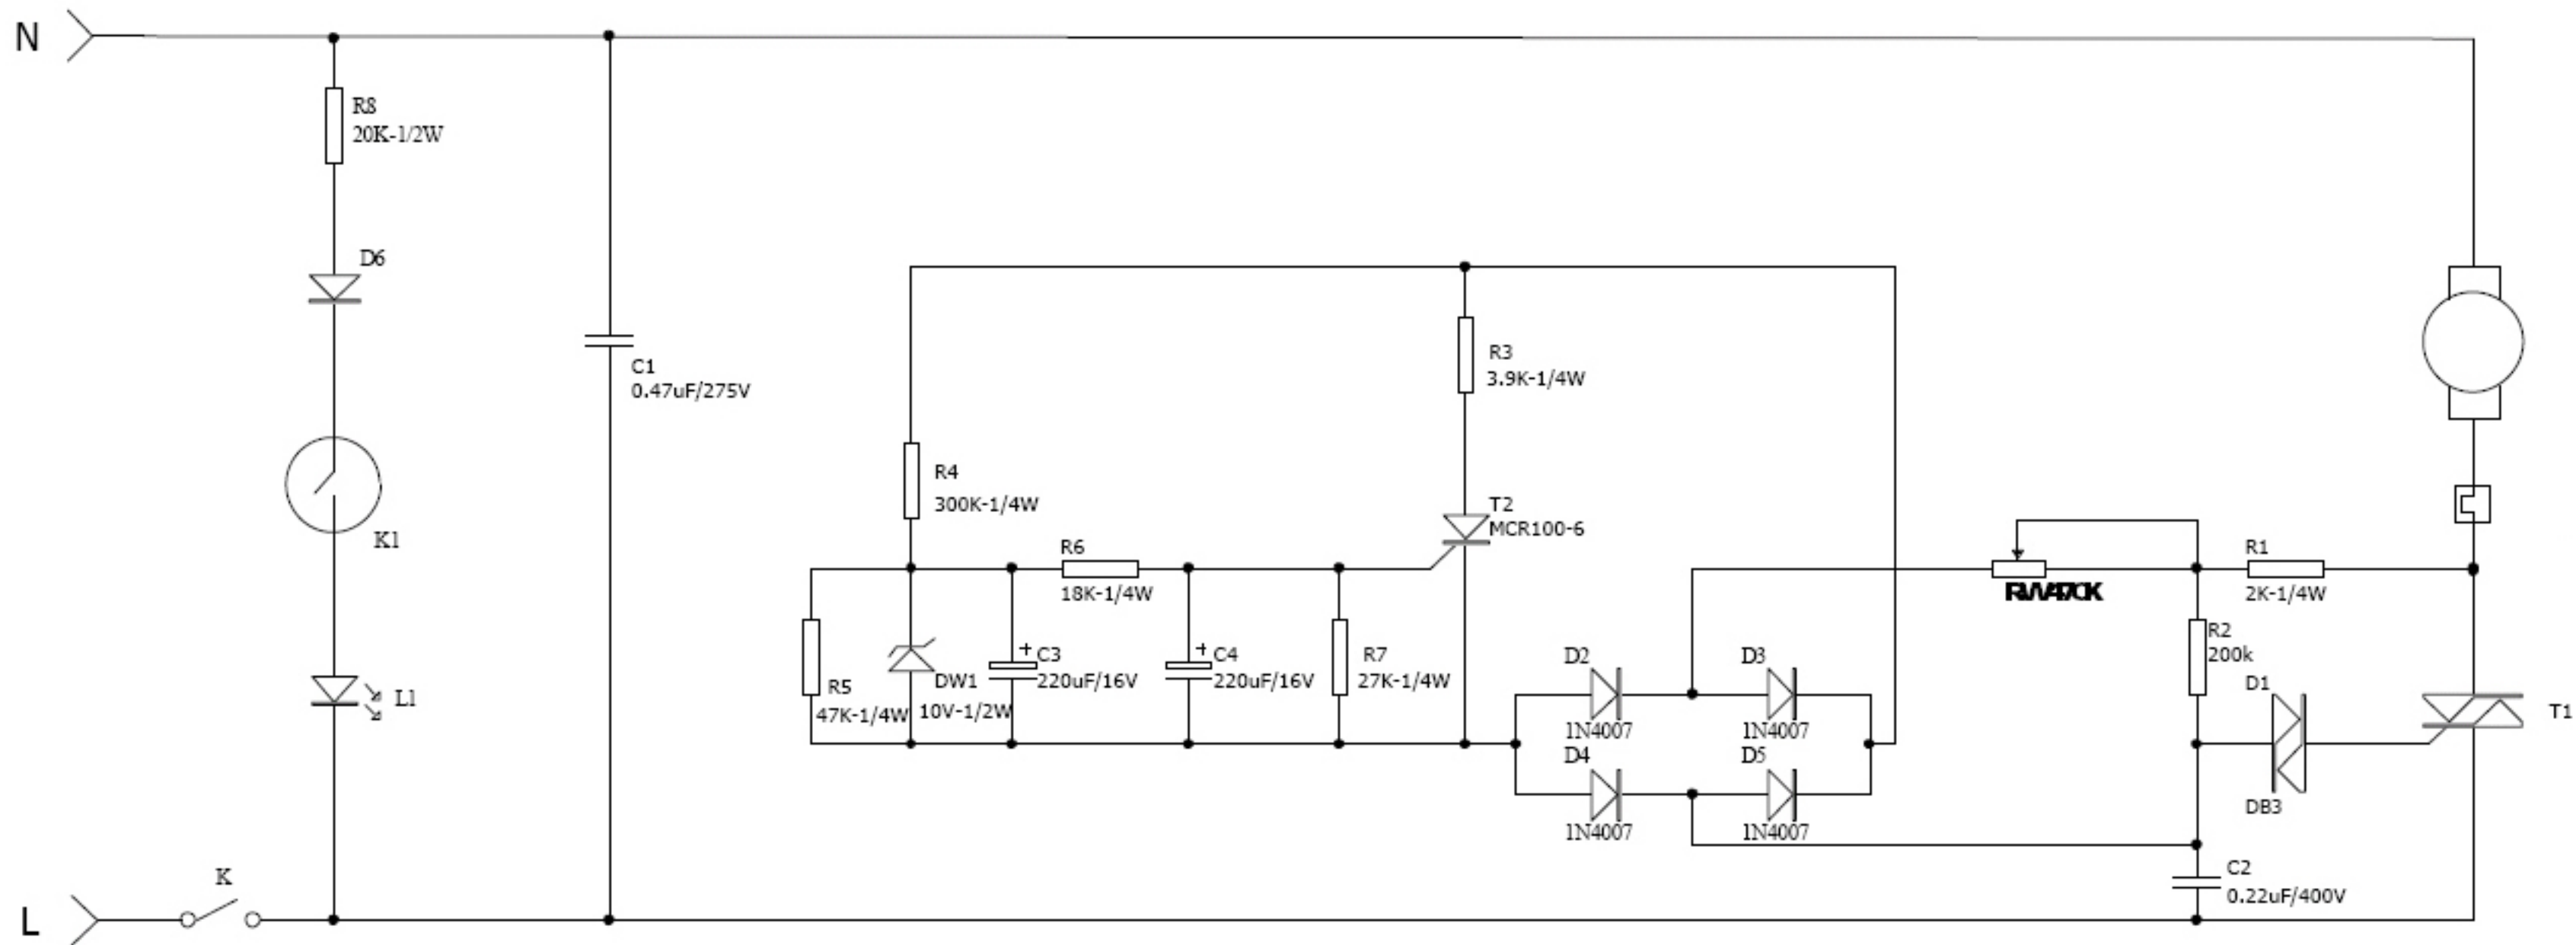 N
R8
20K-1/2W
D6
K1
L1
K
L
C1
0.47uF/275V
R4
300K-1/4W
R3
3.9K-1/4W
T2
MCR100-6
R6
18K-1/4W
R5
47K-1/4W
DW1
10V-1/2W
+ C3
220uF/16V
+ C4
220uF/16V
R7
27K-1/4W
D2
1N4007
D3
1N4007
D4
1N4007
D5
1N4007
R1
2K-1/4W
R2
200k
D1
DB3
T1
C2
0.22uF/400V